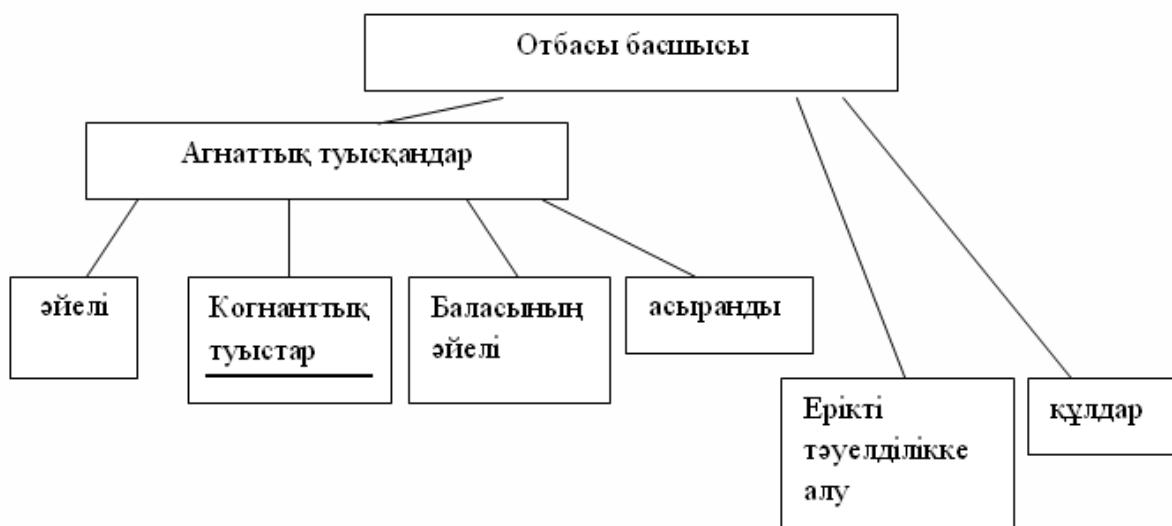 Отбасы басшысы
Агнаттық туысқандар
әйелі
Когнанттық
туыстар
Баласының
әйелі
асыранды
Ерікті
тәуелділікке
алу
құлдар